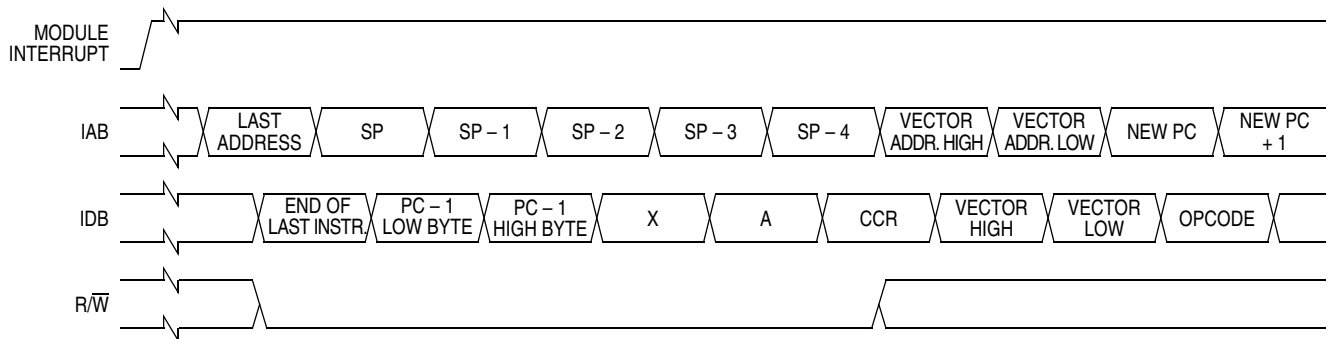 MODULE
INTERRUPT
IAB
LAST
ADDRESS
SP
SP – 1
SP – 2
SP – 3
SP – 4
VECTOR
ADDR. HIGH
VECTOR
ADDR. LOW
NEW PC
NEW PC
+ 1
IDB
END OF
LAST INSTR.
PC – 1
LOW BYTE
PC – 1
HIGH BYTE
X
A
CCR
VECTOR
HIGH
VECTOR
LOW
OPCODE
R/W̅